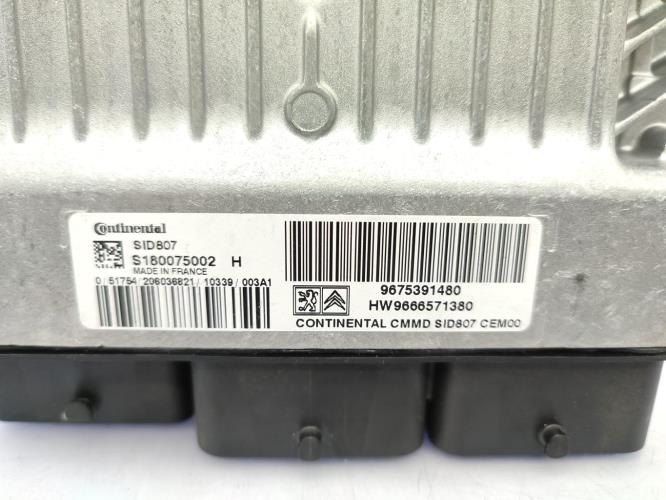 Continental
SID807
S180075002 H
MADE IN FRANCE
0/51754/206036821/10339/003A1
9675391480
HW9666571380
CONTINENTAL CMMD SID807 CEM00